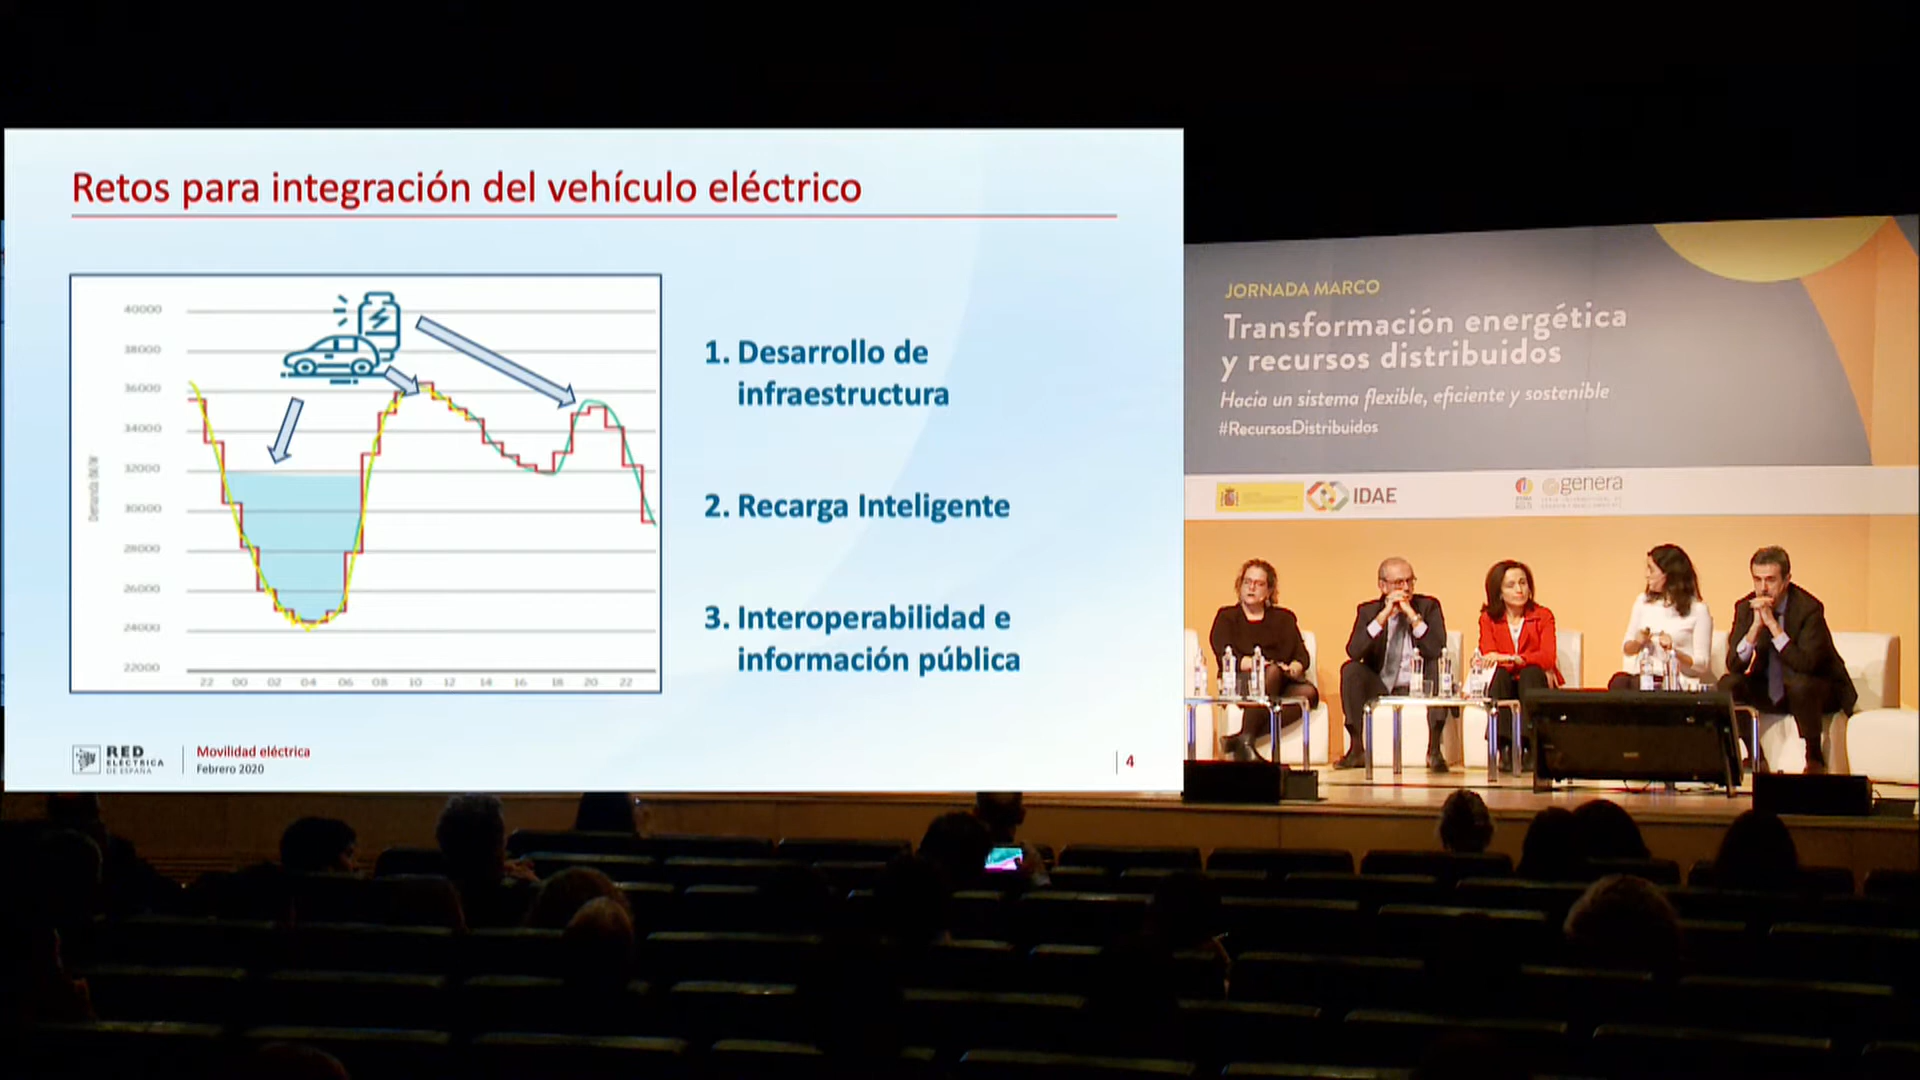 Retos para integración del vehículo eléctrico
40000
38000
36000
34000
32000
30000
28000
26000
24000
22000
22 00 02 04 06 08 10 12 14 16 18 20 22
1. Desarrollo de
infraestructura
2. Recarga Inteligente
3. Interoperabilidad e
información pública
RED
ELÉCTRICA
DE ESPAÑA
Movilidad eléctrica
Febrero 2020
4
JORNADA MARCO
Transformación energética
y recursos distribuidos
Hacia un sistema flexible, eficiente y sostenible
#RecursosDistribuidos
IDAE
genera